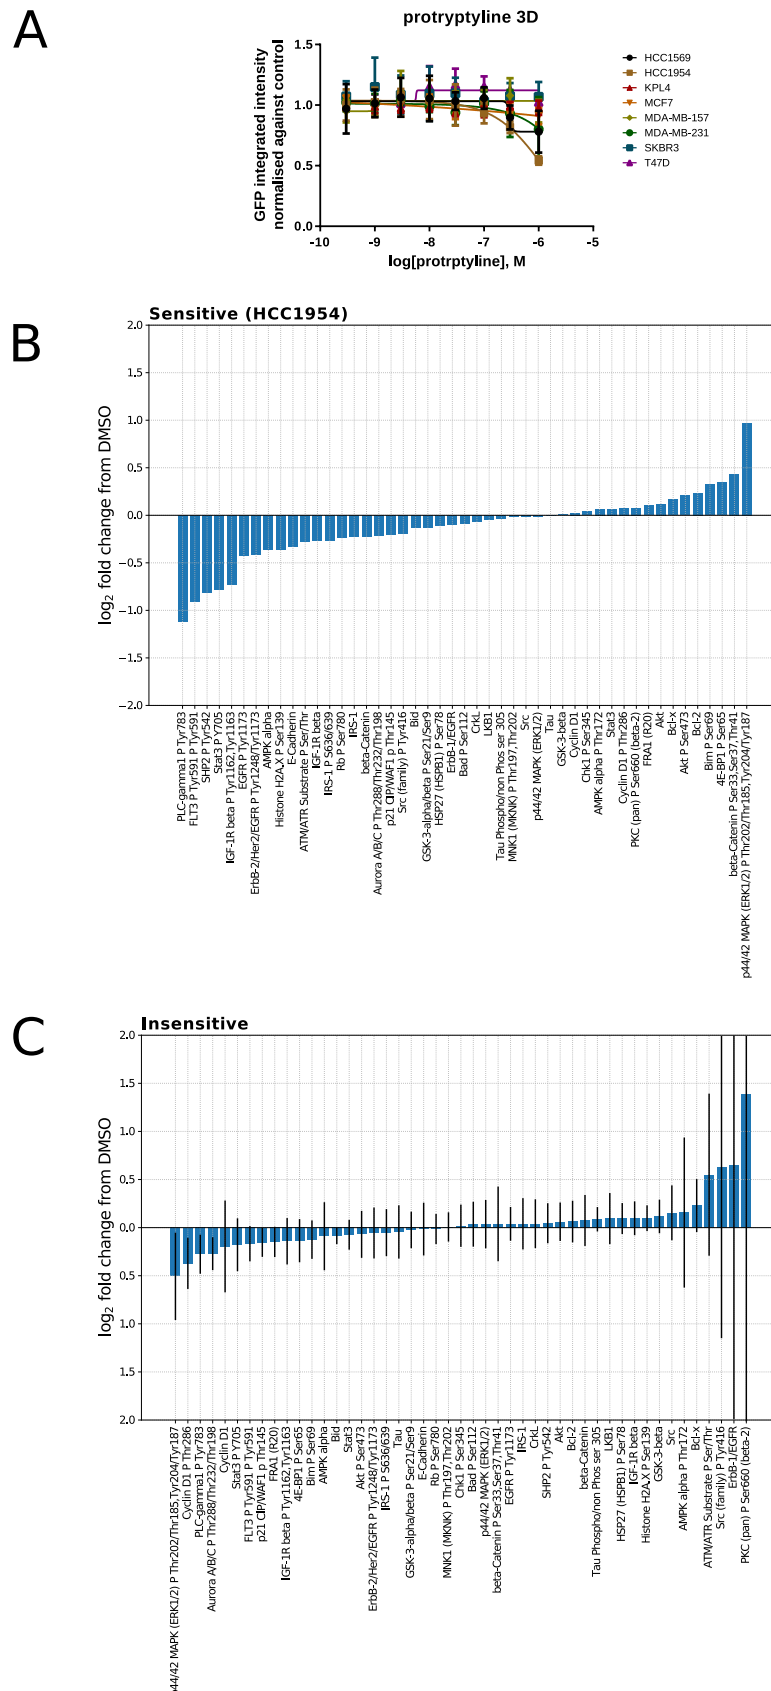 A
protryptyline 3D
GFP integrated intensity
normalised against control
1.5
1.0
0.5
0.0
-10
-9
-8
-7
-6
-5
log[protrptyline], M
HCC1569
HCC1954
KPL4
MCF7
MDA-MB-157
MDA-MB-231
SKBR3
T47D
B
Sensitive (HCC1954)
log2 fold change from DMSO
2.0
1.5
1.0
0.5
0.0
−0.5
−1.0
−1.5
−2.0
PLC-gamma1 P Tyr783
FLT3 P Tyr591 P Tyr591
SHP2 P Tyr542
Stat3 P Y705
IGF-1R beta P Tyr1162,Tyr1163
EGFR P Tyr1173
ErbB-2/Her2/EGFR P Tyr1248/Tyr1173
AMPK alpha
Histone H2A,X P Ser139
E-Cadherin
ATM/ATR Substrate P Ser/Thr
IGF-1R beta
IRS-1 P S636/639
Rb P Ser780
IRS-1
beta-Catenin
Aurora A/B/C P Thr288/Thr232/Thr198
p21 CIP/WAF1 p Thr145
Src (family) P Tyr416
Bid
GSK-3-alpha/beta P Ser21/Ser9
HSP27 (HSPB1) P Ser78
ErbB-1/EGFR
Bad P Ser112
CrkL
LKB1
Tau Phospho/non Phos ser 305
MNK1 (MKNK) P Thr197,Thr202
Src
p44/42 MAPK (ERK1/2)
Tau
GSK-3-beta
Cyclin D1
Chk1 P Ser345
AMPK alpha P Thr172
Stat3
Cyclin D1 P Thr286
PKC (pan) P Ser660 (beta-2)
FRA1 (R20)
Akt
Bcl-x
Akt P Ser473
Bcl-2
Bim P Ser69
4E-BP1 P Ser65
beta-Catenin P Ser33,Ser37,Thr41
p44/42 MAPK (ERK1/2) P Thr202/Thr185,Tyr204/Tyr187
C
Insensitive
log2 fold change from DMSO
2.0
1.5
1.0
0.5
0.0
0.5
1.0
1.5
2.0
p44/42 MAPK (ERK1/2) P Thr202/Thr185,Tyr204/Tyr187
Cyclin D1 P Thr286
PLC-gamma1 P Tyr783
Aurora A/B/C P Thr288/Thr232/Thr198
Cyclin D1
Stat3 P Y705
FLT3 P Tyr591 P Tyr591
p21 CIP/WAF1 p Thr145
FRA1 (R20)
IGF-1R beta P Tyr1162,Tyr1163
4E-BP1 P Ser65
Bim P Ser69
AMPK alpha
Bid
Stat3
Akt P Ser473
ErbB-2/Her2/EGFR P Tyr1248/Tyr1173
IRS-1 P S636/639
Tau
GSK-3-alpha/beta P Ser21/Ser9
E-Cadherin
Rb P Ser780
MNK1 (MKNK) P Thr197,Thr202
Chk1 P Ser345
Bad P Ser112
p44/42 MAPK (ERK1/2)
beta-Catenin P Ser33,Ser37,Thr41
EGFR P Tyr1173
IRS-1
CrkL
SHP2 P Tyr542
Akt
Bcl-2
beta-Catenin
Tau Phospho/non Phos ser 305
LKB1
HSP27 (HSPB1) P Ser78
IGF-1R beta
Histone H2A,X P Ser139
GSK-3-beta
Src
AMPK alpha P Thr172
Bcl-x
ATM/ATR Substrate P Ser/Thr
Src (family) P Tyr416
ErbB-1/EGFR
PKC (pan) P Ser660 (beta-2)